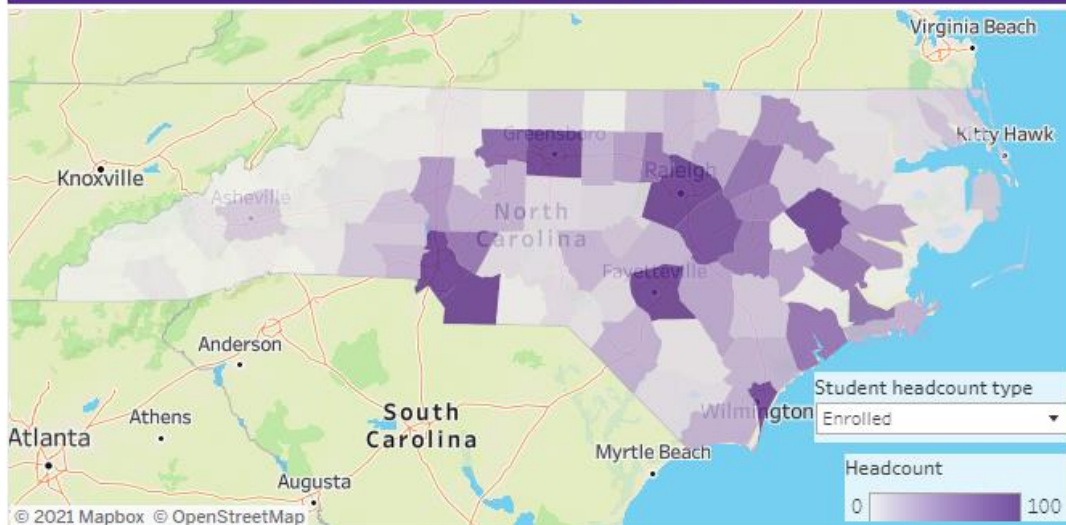 Virginia Beach
Kitty Hawk
Greensboro
Raleigh
Knoxville
Asheville
North
Carolina
Fayetteville
Anderson
Student headcount type
Enrolled
Wilmington
Athens
South
Carolina
Atlanta
Myrtle Beach
Headcount
Augusta
0
100
© 2021 Mapbox © OpenStreetMap